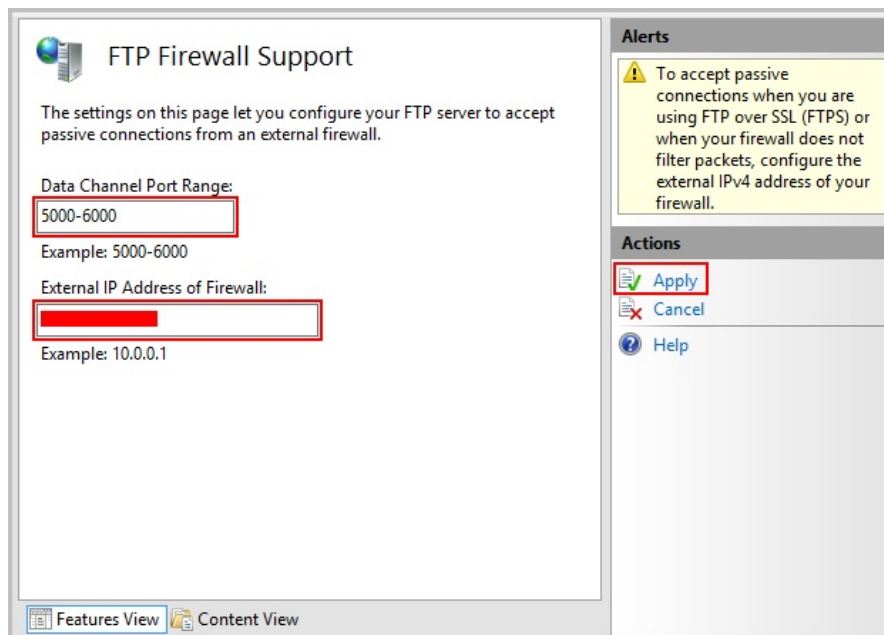 FTP Firewall Support
The settings on this page let you configure your FTP server to accept
passive connections from an external firewall.
Data Channel Port Range:
5000-6000
Example: 5000-6000
External IP Address of Firewall:
Example: 10.0.0.1
Features View
Content View
Alerts
To accept passive
connections when you are
using FTP over SSL (FTPS) or
when your firewall does not
filter packets, configure the
external IPv4 address of your
firewall.
Actions
Apply
Cancel
Help